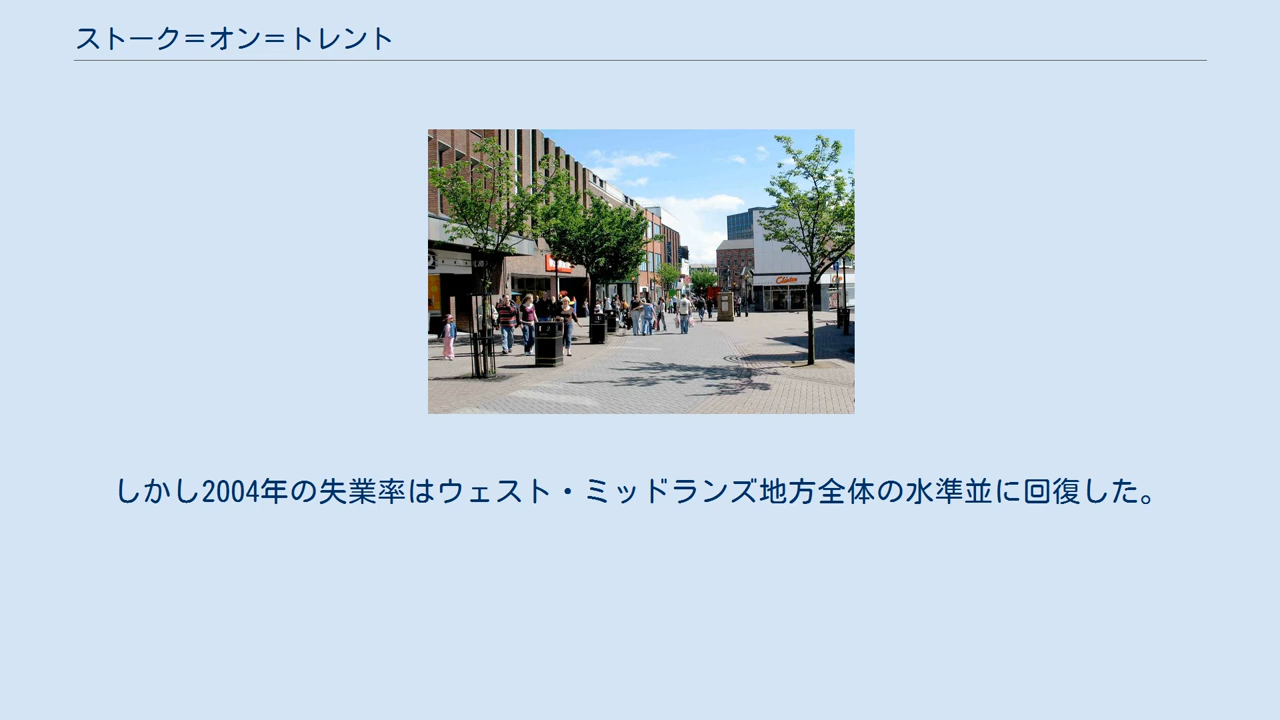 ストーク＝オン＝トレント
Clinton
しかし2004年の失業率はウェスト・ミッドランズ地方全体の水準並に回復した。